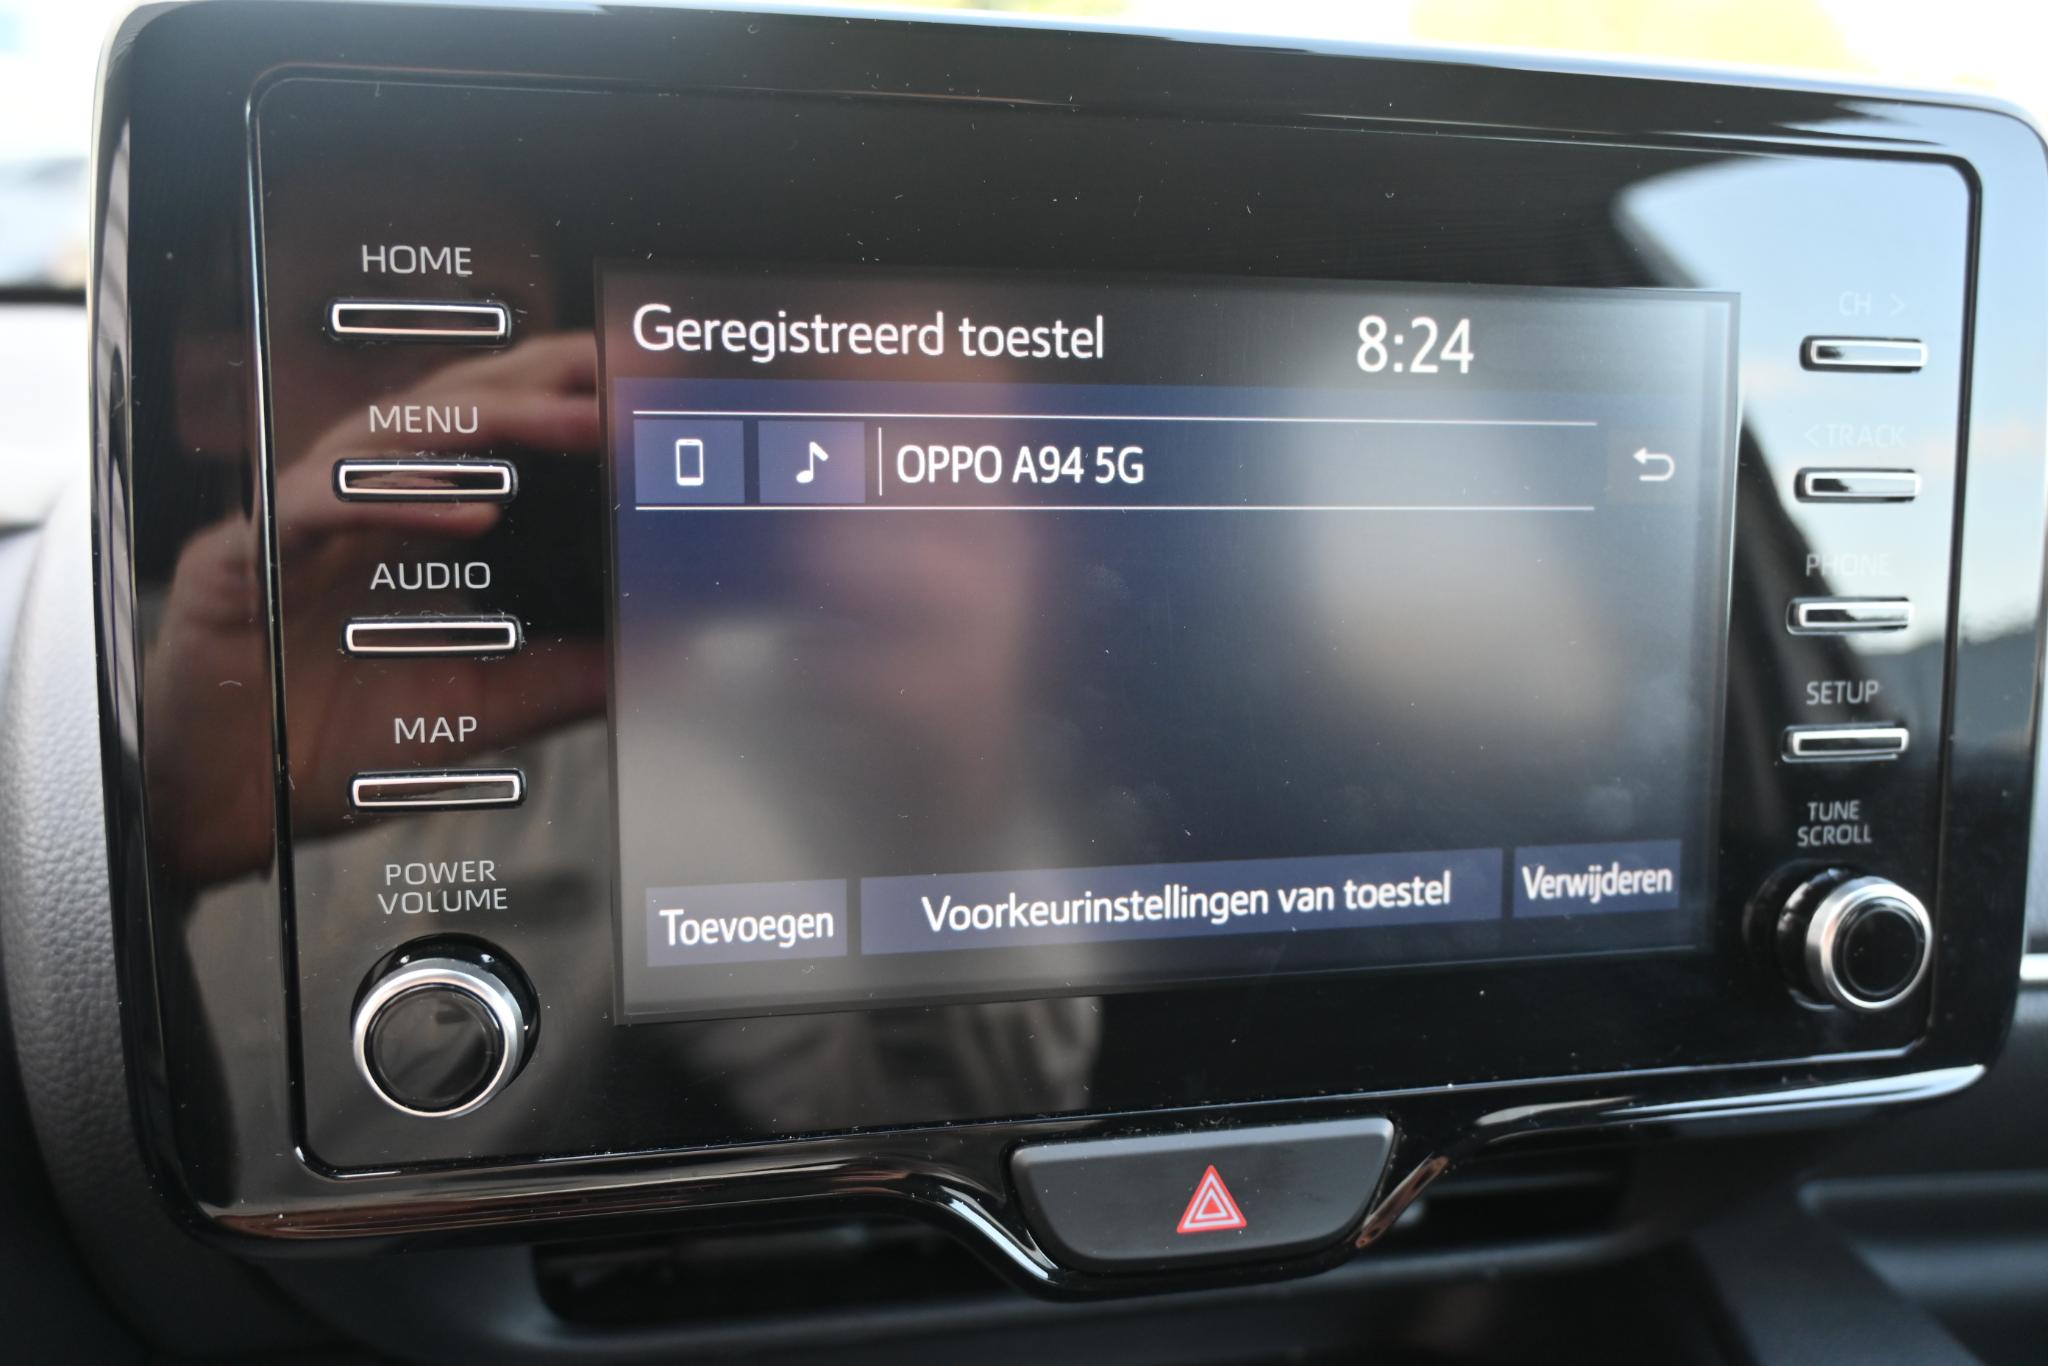 HOME
MENU
AUDIO
MAP
POWER
VOLUME
Geregistreerd toestel
8:24
OPPO A94 5G
Toevoegen
Voorkeurinstellingen van toestel
Verwijderen
CH >
< TRACK
PHONE
SETUP
TUNE
SCROLL